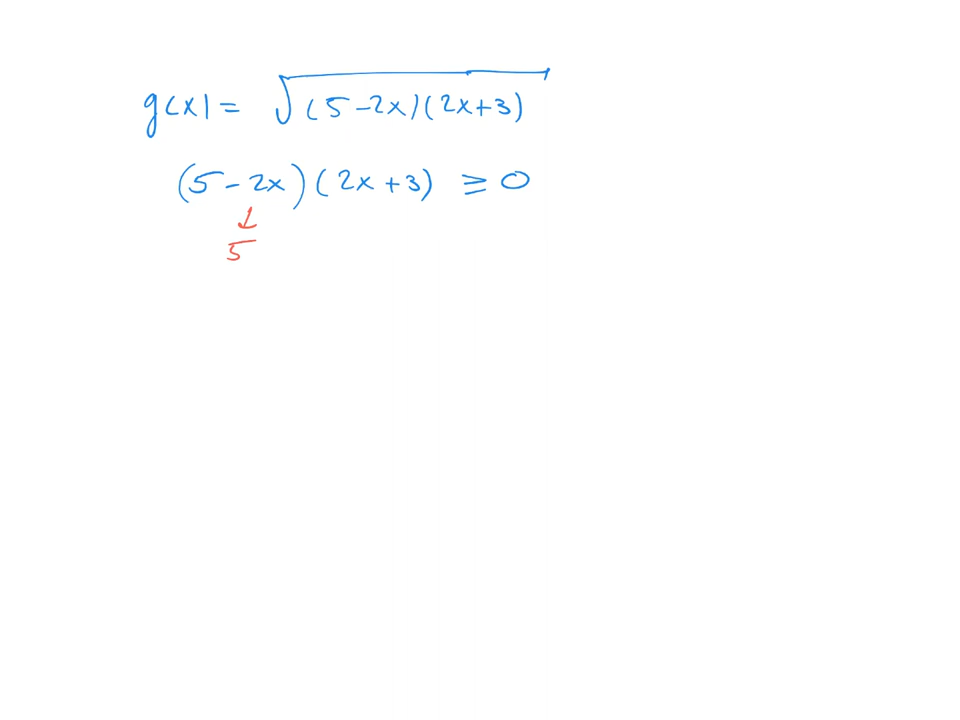 g(x) = √(5-2x)(2x+3)
(5-2x)(2x+3) ≥ 0
↓
5